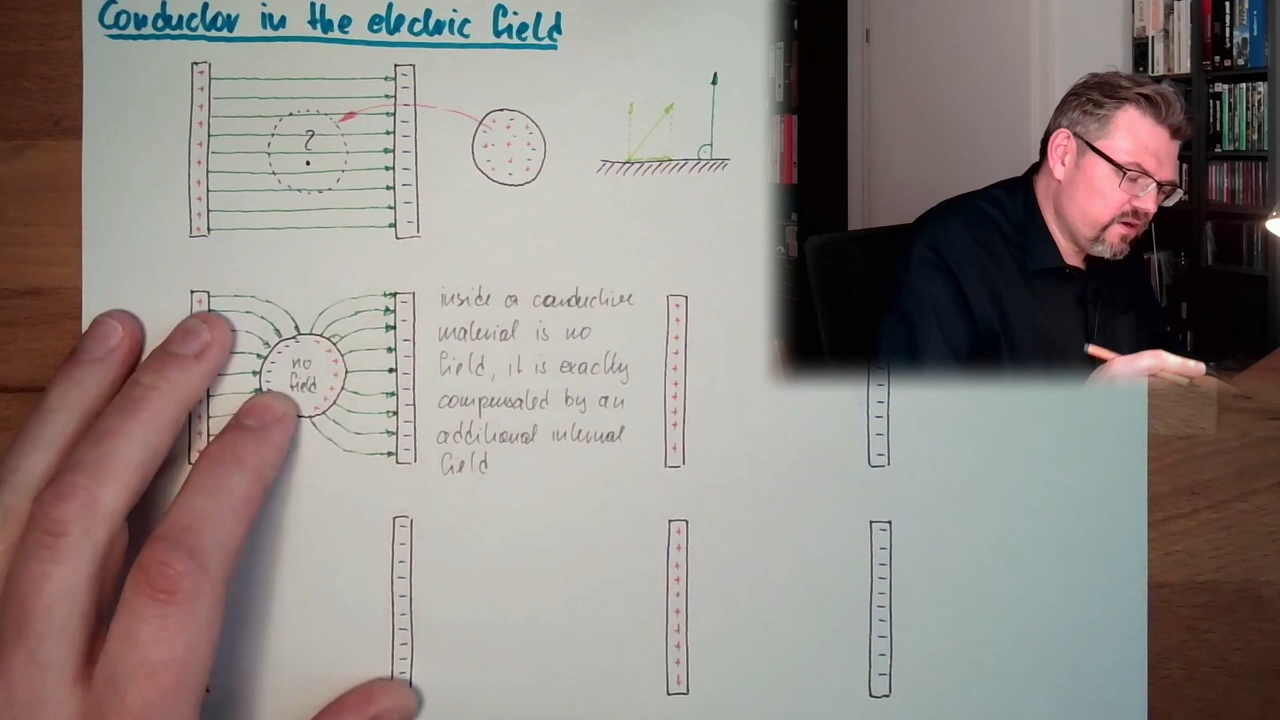 Conductor in the electric field
?
no
field
inside a conductive
material is no
field, it is exactly
compensated by an
additional internal
field